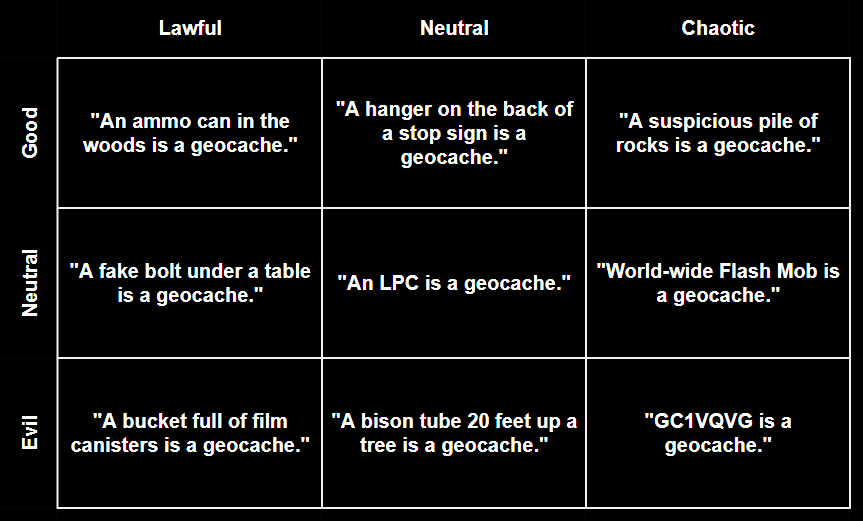 Lawful
Neutral
Chaotic
Good
"An ammo can in the
woods is a geocache."
"A hanger on the back of
a stop sign is a
geocache."
"A suspicious pile of
rocks is a geocache."
Neutral
"A fake bolt under a table
is a geocache."
"An LPC is a geocache."
"World-wide Flash Mob is
a geocache."
Evil
"A bucket full of film
canisters is a geocache."
"A bison tube 20 feet up a
tree is a geocache."
"GC1VQVG is a
geocache."